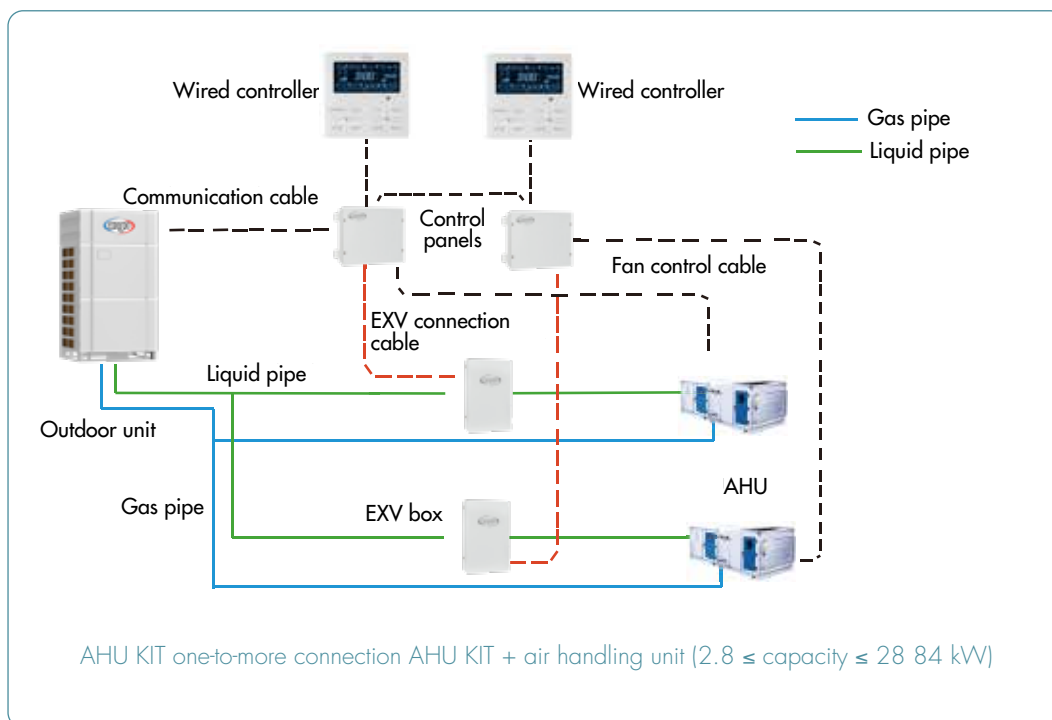 Wired controller
Wired controller
Gas pipe
Liquid pipe
Communication cable
Control
panels
Fan control cable
EXV connection
cable
Liquid pipe
Outdoor unit
AHU
Gas pipe
EXV box
AHU KIT one-to-more connection AHU KIT + air handling unit (2.8 ≤ capacity ≤ 28 84 kW)